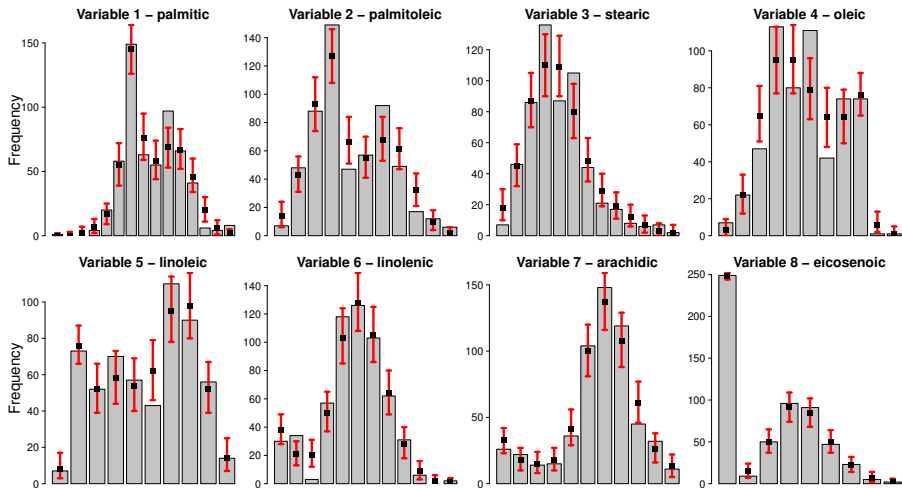 Variable 1 − palmitic
Variable 2 − palmitoleic
Variable 3 − stearic
Variable 4 − oleic
Frequency
0 50 100 150
0 20 40 60 80 100 120 140
0 20 40 60 80 100 120
0 20 40 60 80 100
Variable 5 − linoleic
Variable 6 − linolenic
Variable 7 − arachidic
Variable 8 − eicosenoic
Frequency
0 20 40 60 80 100
0 20 40 60 80 100 120 140
0 50 100 150
0 50 100 150 200 250